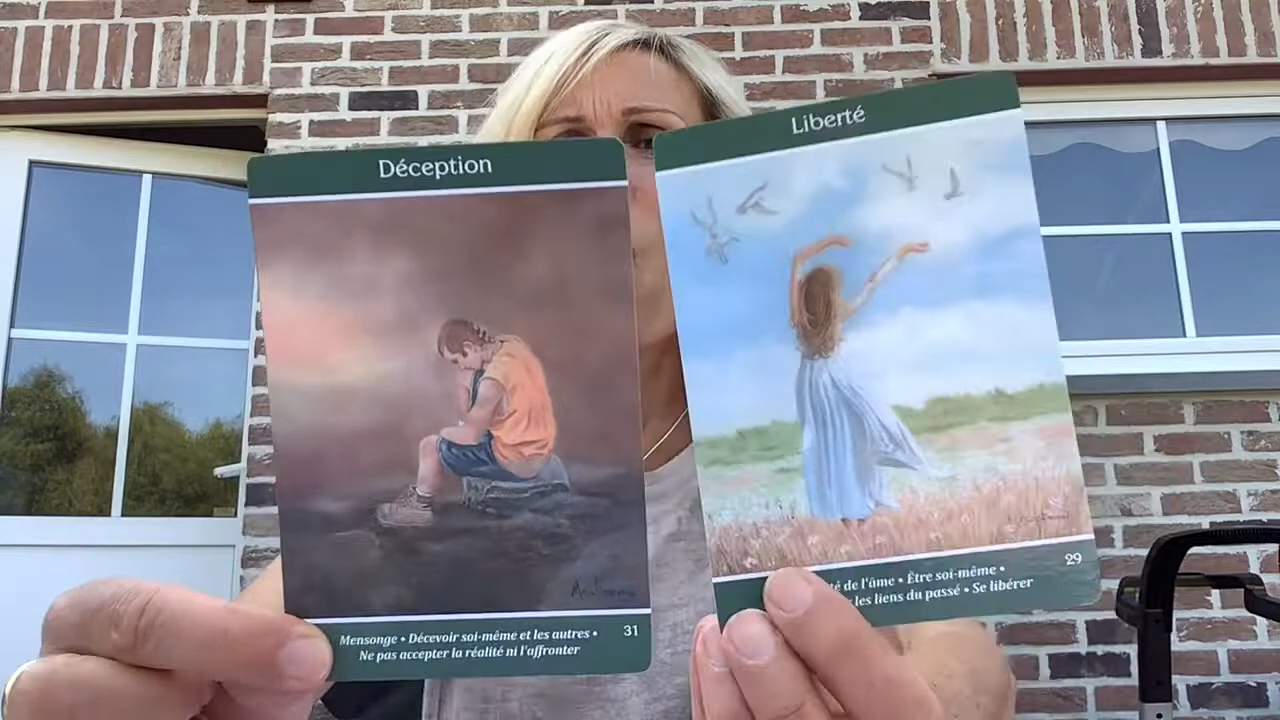 Déception
Mensonge • Décevoir soi-même et les autres •
Ne pas accepter la réalité ni l'affronter
31
Liberté
de l'âme • Être soi-même •
les liens du passé • Se libérer
29